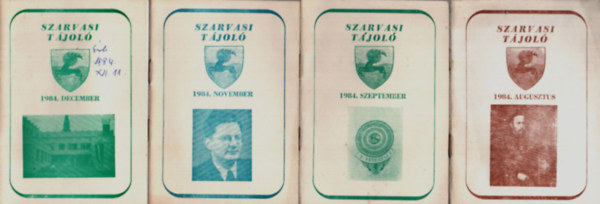 SZARVASI
TÁJOLÓ
1984. DECEMBER
SZARVASI
TÁJOLÓ
1984. NOVEMBER
SZARVASI
TÁJOLÓ
1984. SZEPTEMBER
SZARVASI
TÁJOLÓ
1984. AUGUSZTUS